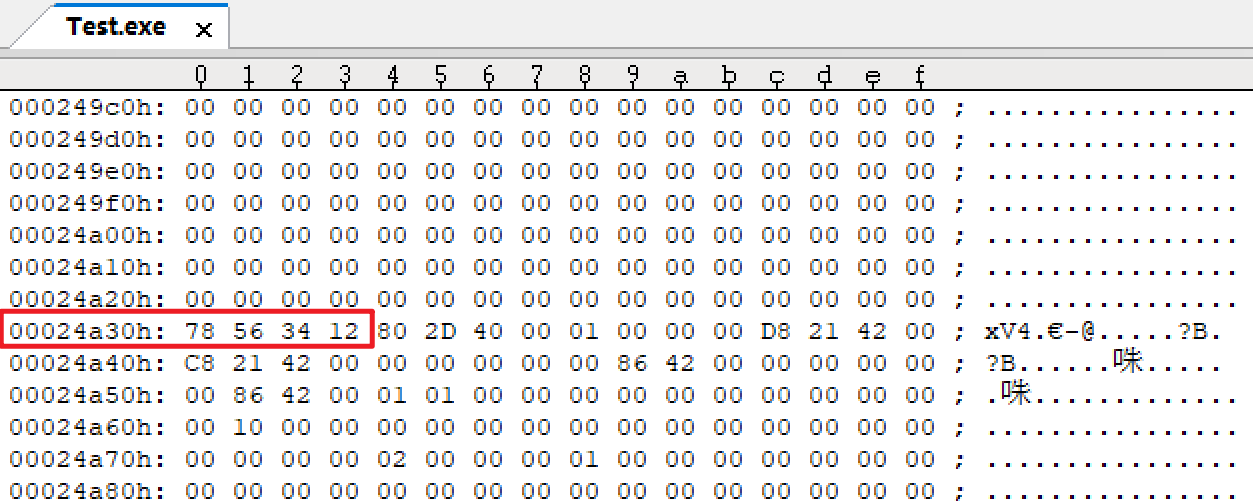 Test.exe ×
0 1 2 3 4 5 6 7 8 9 a b c d e f
000249c0h: 00 00 00 00 00 00 00 00 00 00 00 00 00 00 00 00 ; ................
000249d0h: 00 00 00 00 00 00 00 00 00 00 00 00 00 00 00 00 ; ................
000249e0h: 00 00 00 00 00 00 00 00 00 00 00 00 00 00 00 00 ; ................
000249f0h: 00 00 00 00 00 00 00 00 00 00 00 00 00 00 00 00 ; ................
00024a00h: 00 00 00 00 00 00 00 00 00 00 00 00 00 00 00 00 ; ................
00024a10h: 00 00 00 00 00 00 00 00 00 00 00 00 00 00 00 00 ; ................
00024a20h: 00 00 00 00 00 00 00 00 00 00 00 00 00 00 00 00 ; ................
00024a30h: 78 56 34 12 80 2D 40 00 01 00 00 00 D8 21 42 00 ; xV4.€-@.....?B.
00024a40h: C8 21 42 00 00 00 00 00 00 86 42 00 00 00 00 00 ; ?B......咮.....
00024a50h: 00 86 42 00 01 01 00 00 00 00 00 00 00 00 00 00 ; .咮.............
00024a60h: 00 10 00 00 00 00 00 00 00 00 00 00 00 00 00 00 ; ................
00024a70h: 00 00 00 00 02 00 00 00 01 00 00 00 00 00 00 00 ; ................
00024a80h: 00 00 00 00 00 00 00 00 00 00 00 00 00 00 00 00 ; ................